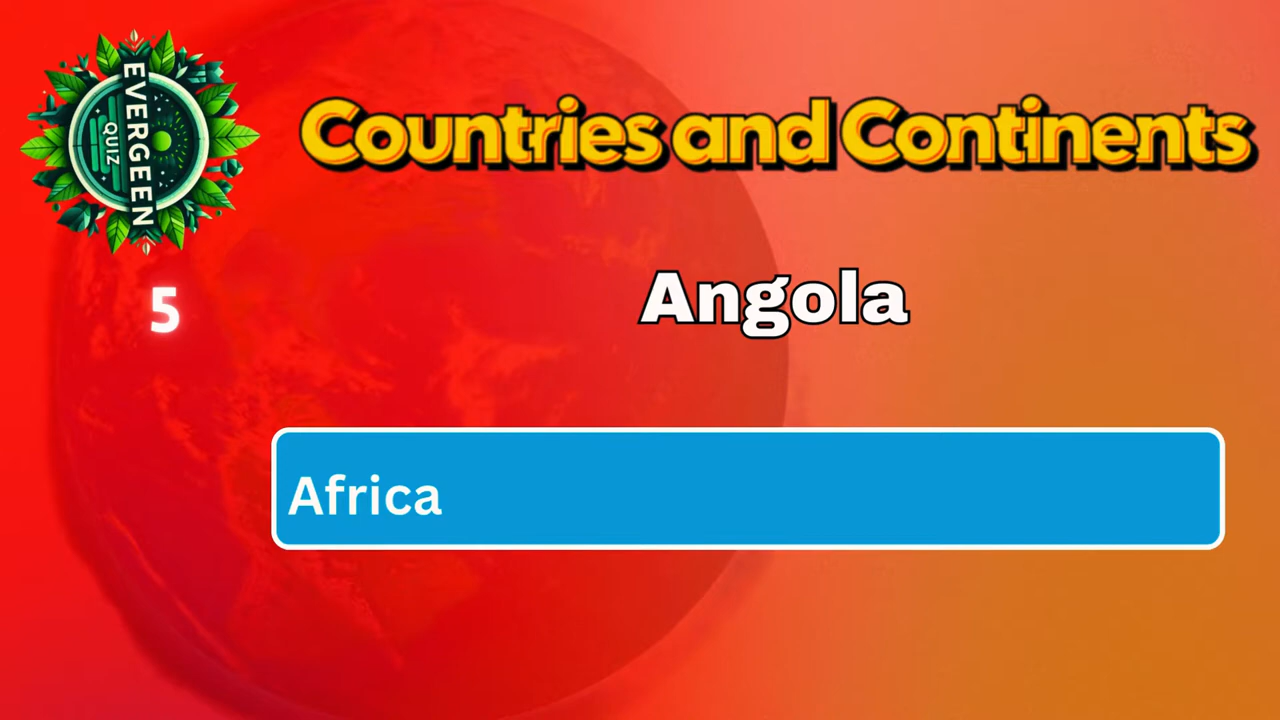 EVERGEEN
QUIZ
Countries and Continents
5
Angola
Africa